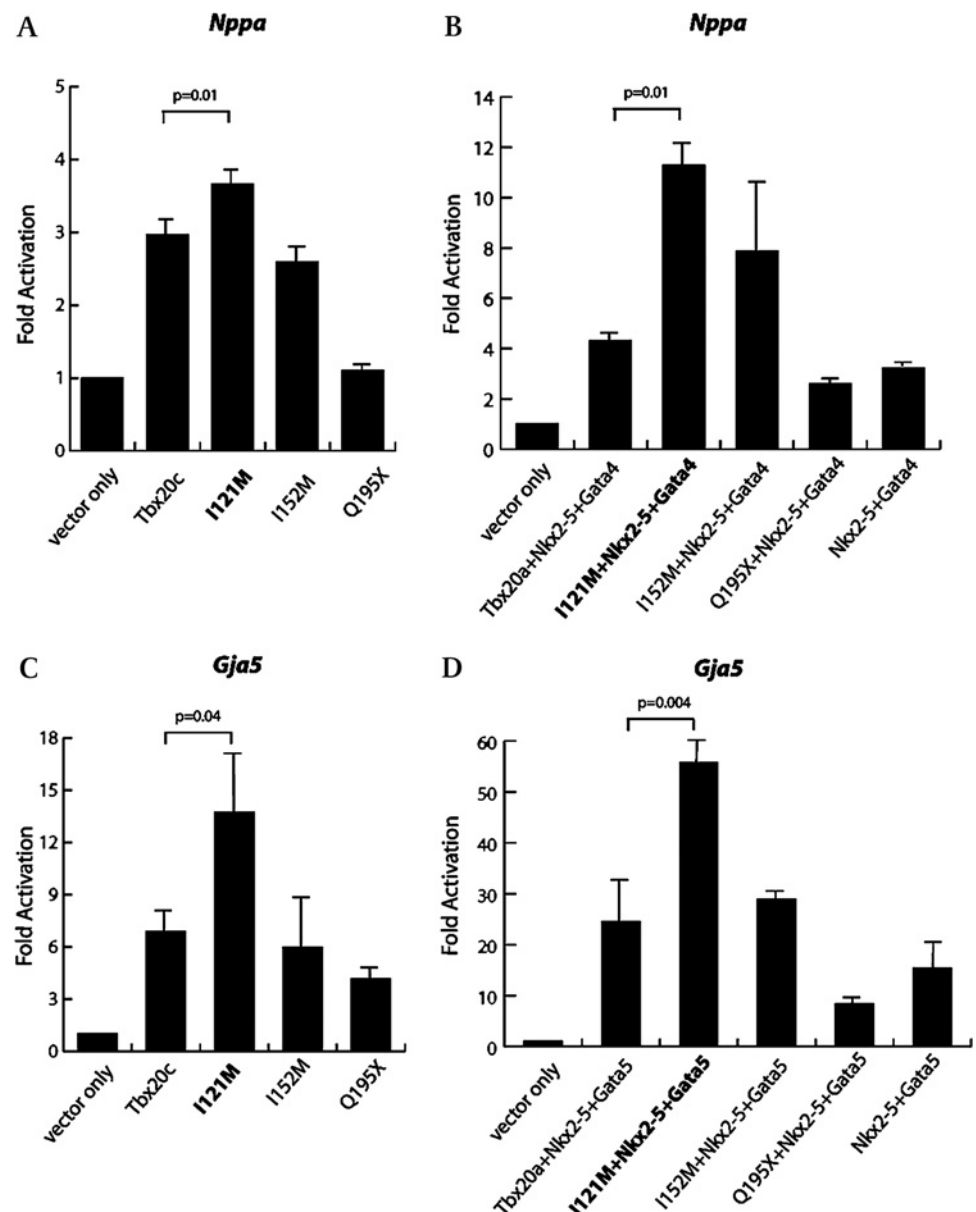 A
Nppa
p=0.01
Fold Activation
5
4
3
2
1
0
vector only
Tbx20c
I121M
I152M
Q195X
B
Nppa
p=0.01
Fold Activation
14
12
10
8
6
4
2
0
vector only
Tbx20a+Nkx2-5+Gata4
I121M+Nkx2-5+Gata4
I152M+Nkx2-5+Gata4
Q195X+Nkx2-5+Gata4
Nkx2-5+Gata4
C
Gja5
p=0.04
Fold Activation
18
15
12
9
6
3
0
vector only
Tbx20c
I121M
I152M
Q195X
D
Gja5
p=0.004
Fold Activation
60
50
40
30
20
10
0
vector only
Tbx20a+Nkx2-5+Gata5
I121M+Nkx2-5+Gata5
I152M+Nkx2-5+Gata5
Q195X+Nkx2-5+Gata5
Nkx2-5+Gata5